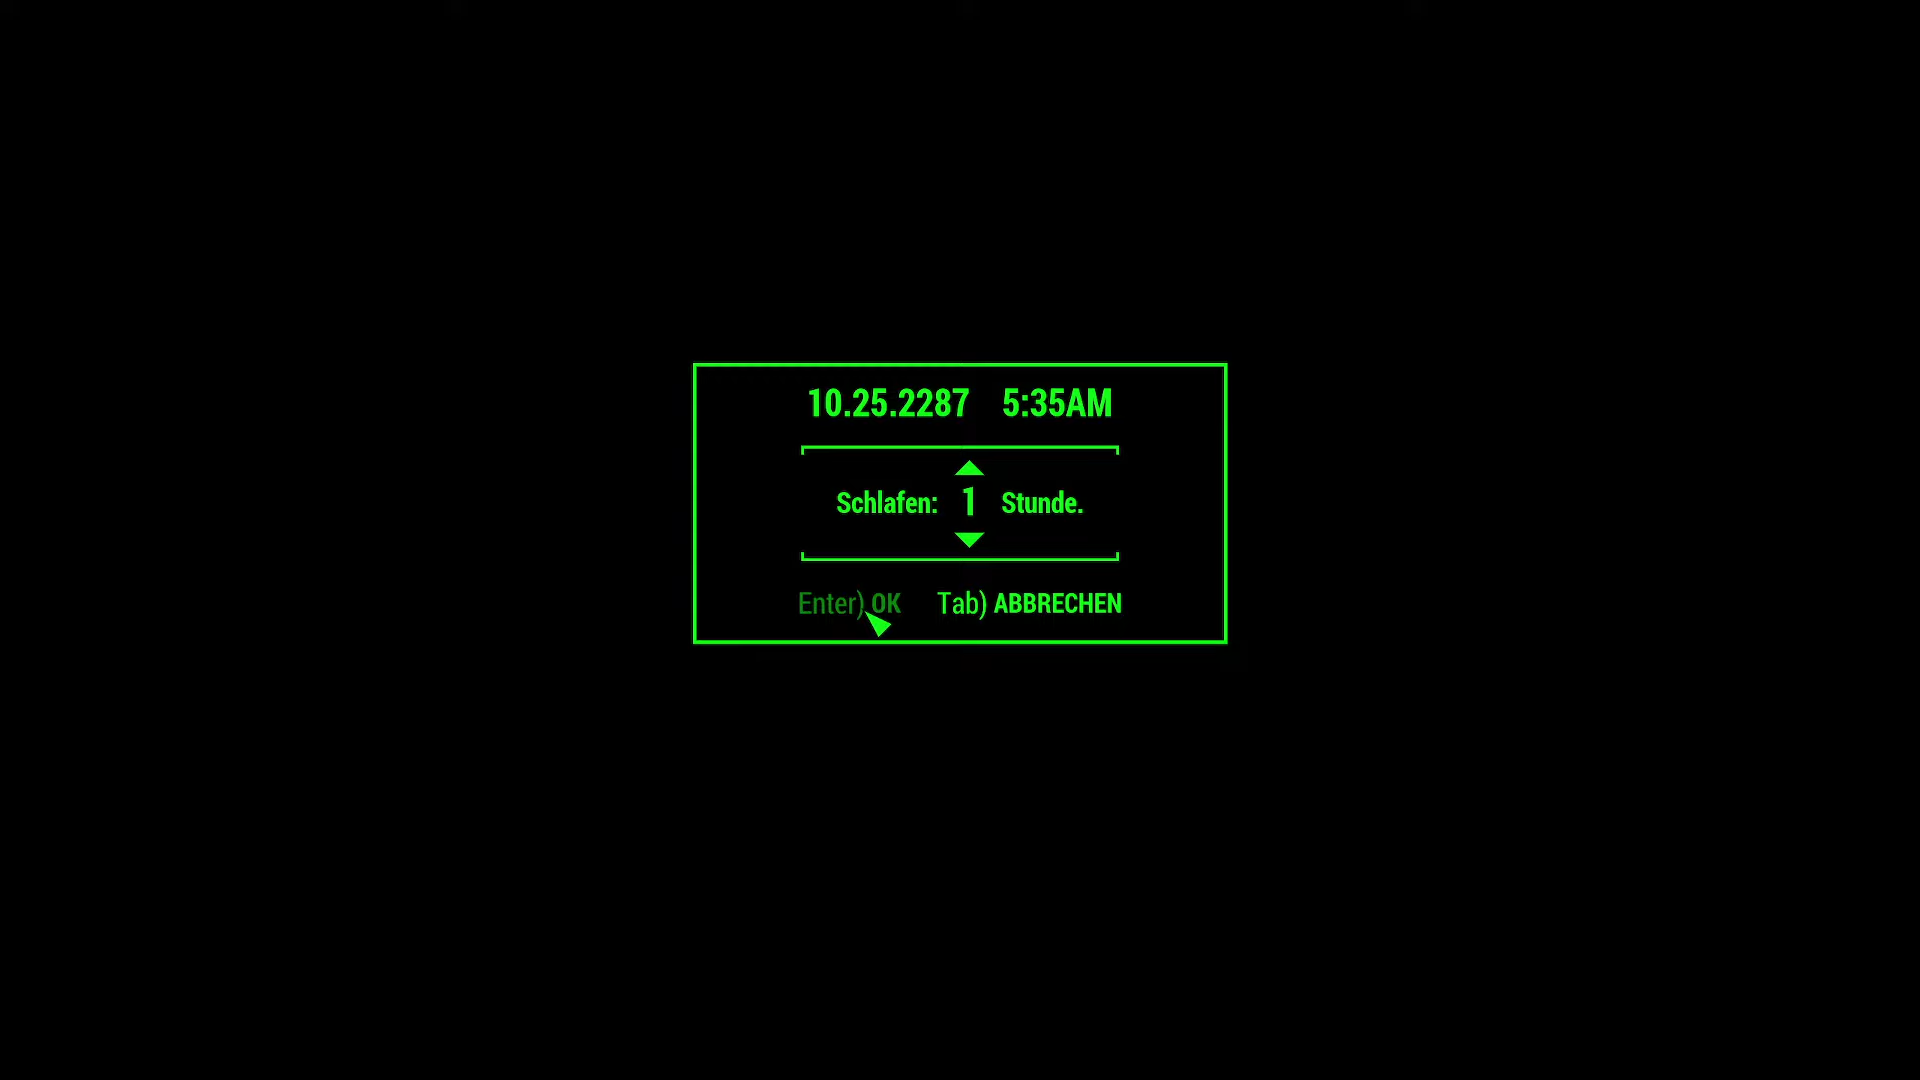 10.25.2287 5:35AM
Schlafen: 1 Stunde.
Enter) OK Tab) ABBRECHEN